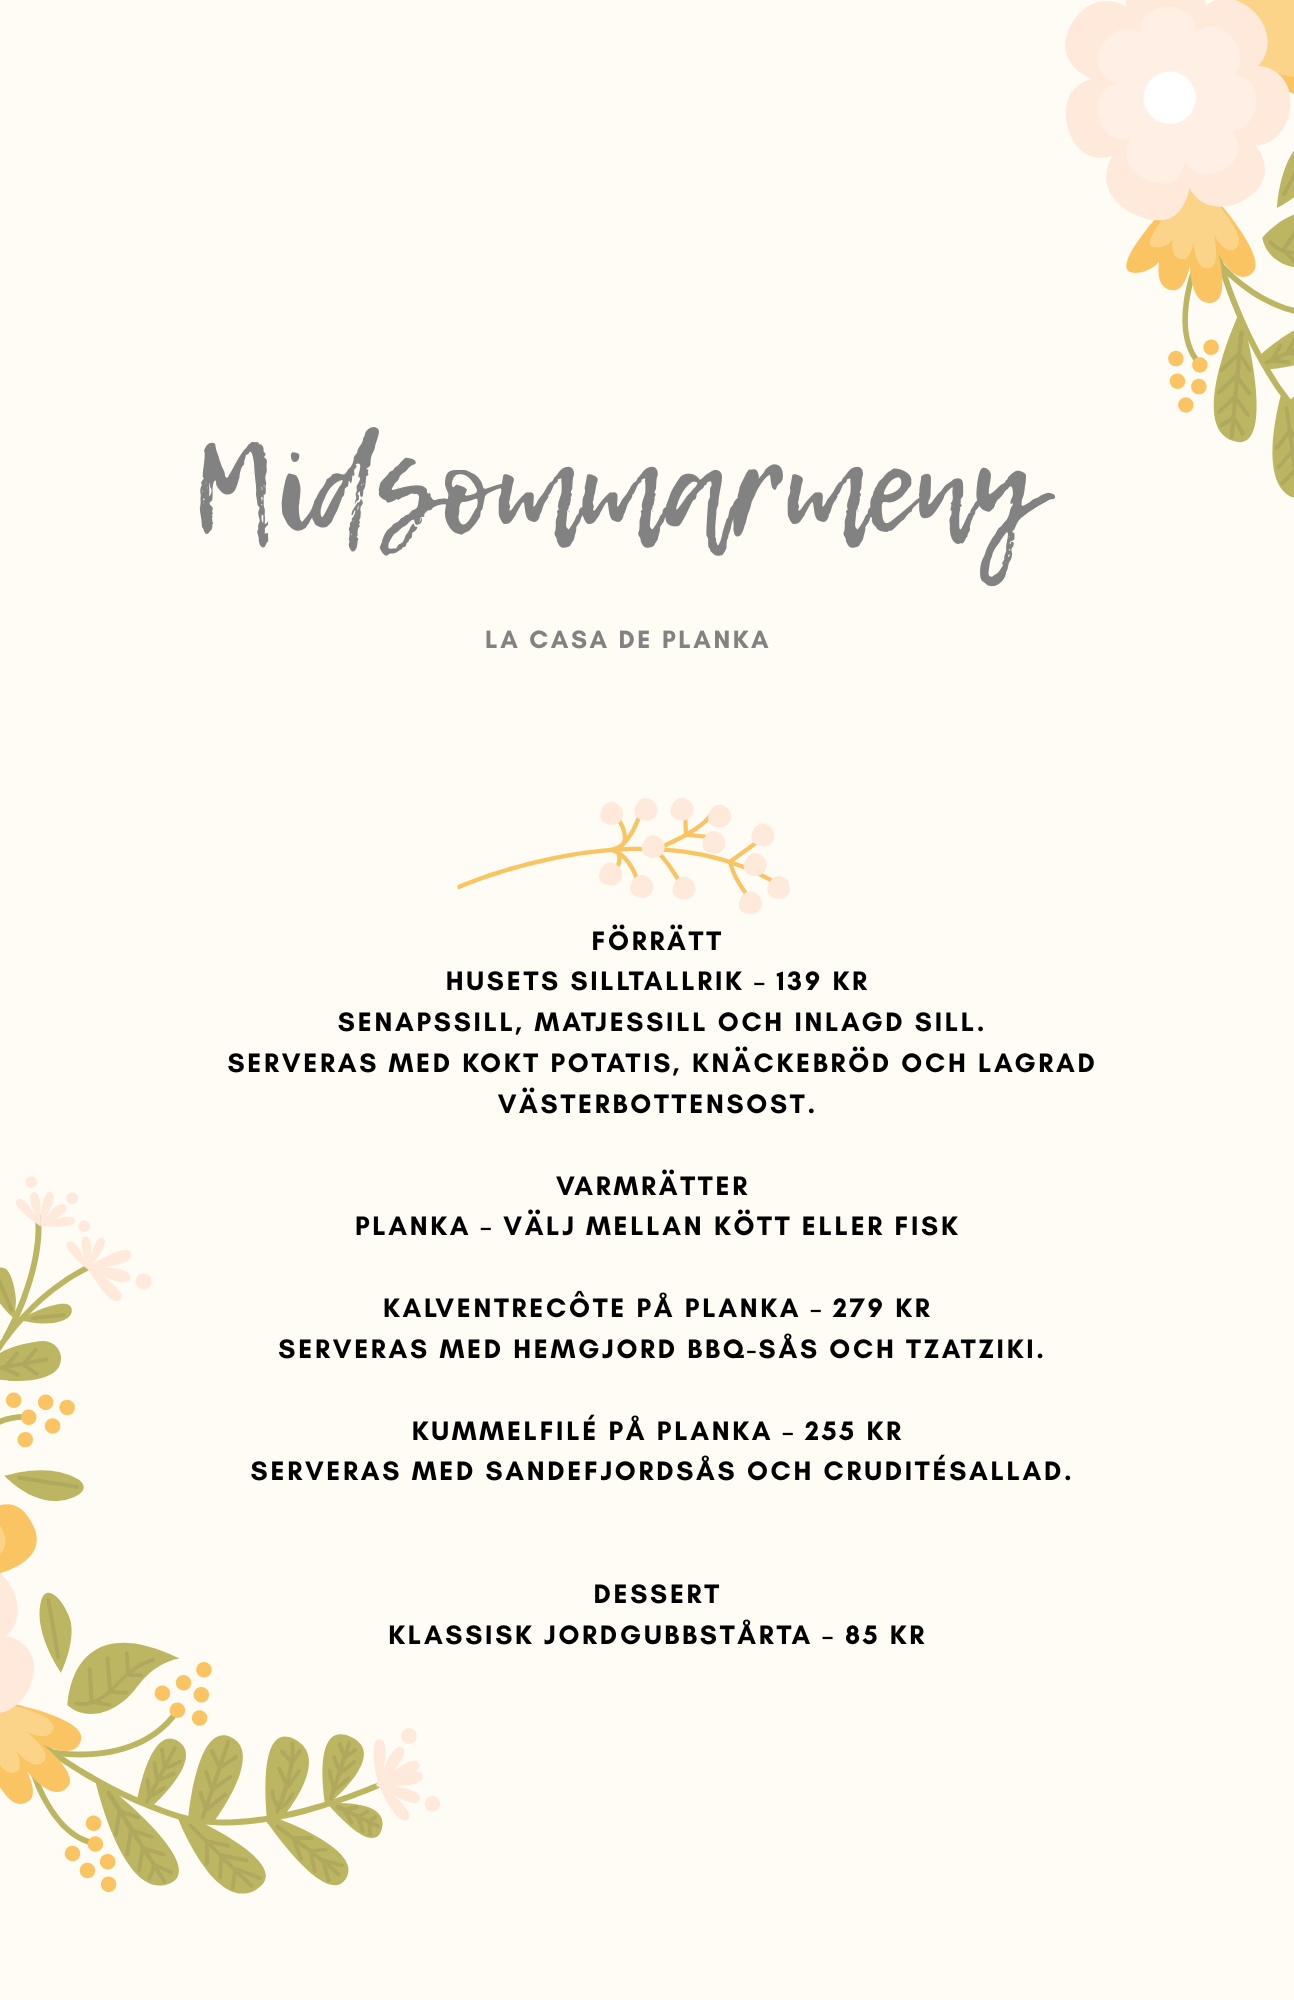 Midsommarmeny
LA CASA DE PLANKA
FÖRRÄTT
HUSETS SILLTALLRIK – 139 KR
SENAPSSILL, MATJESSILL OCH INLAGD SILL.
SERVERAS MED KOKT POTATIS, KNÄCKEBRÖD OCH LAGRAD
VÄSTERBOTTENSOST.
VARMRÄTTER
PLANKA – VÄLJ MELLAN KÖTT ELLER FISK
KALVENTRECÔTE PÅ PLANKA – 279 KR
SERVERAS MED HEMGJORD BBQ-SÅS OCH TZATZIKI.
KUMMELFILÉ PÅ PLANKA – 255 KR
SERVERAS MED SANDEFJORDSÅS OCH CRUDITÉSALLAD.
DESSERT
KLASSISK JORDGUBBSTÅRTA – 85 KR